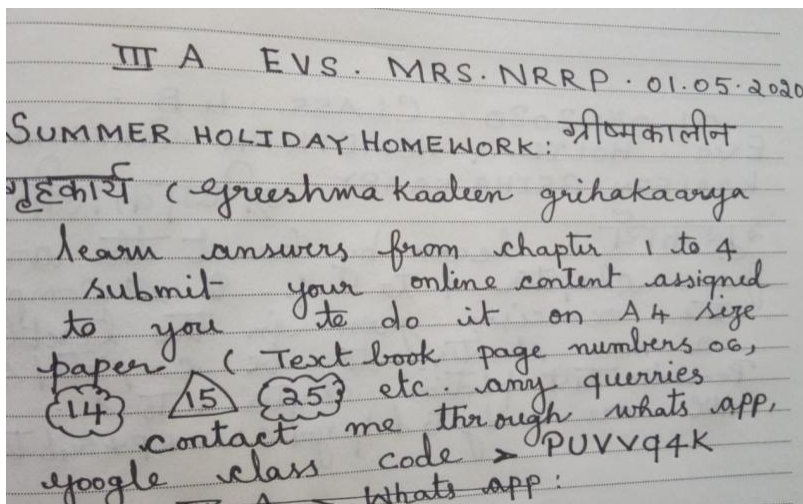 III A EVS. MRS. NRRP. 01.05.2020
SUMMER HOLIDAY HOMEWORK: ग्रीष्मकालीन
गृहकार्य (Greeshma Kaaleen grihakaarya
learn answers from chapter 1 to 4
submit your online content assigned
to you to do it on A4 size
paper (Text book page numbers 06,
14 15 25 etc. any querries
contact me through whats app,
google class code > PUVVq4K
Whats app: